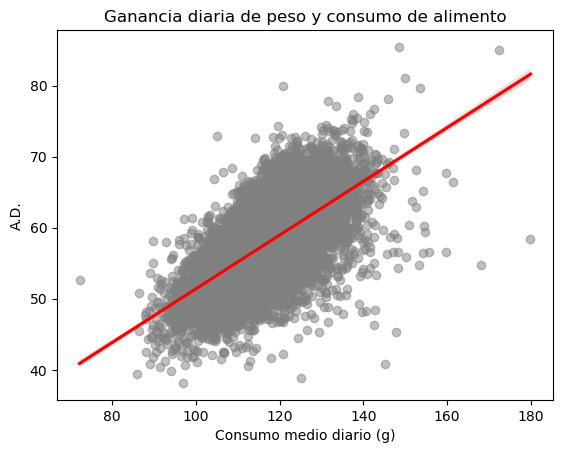 Ganancia diaria de peso y consumo de alimento
A.D.
80
70
60
50
40
80 100 120 140 160 180
Consumo medio diario (g)